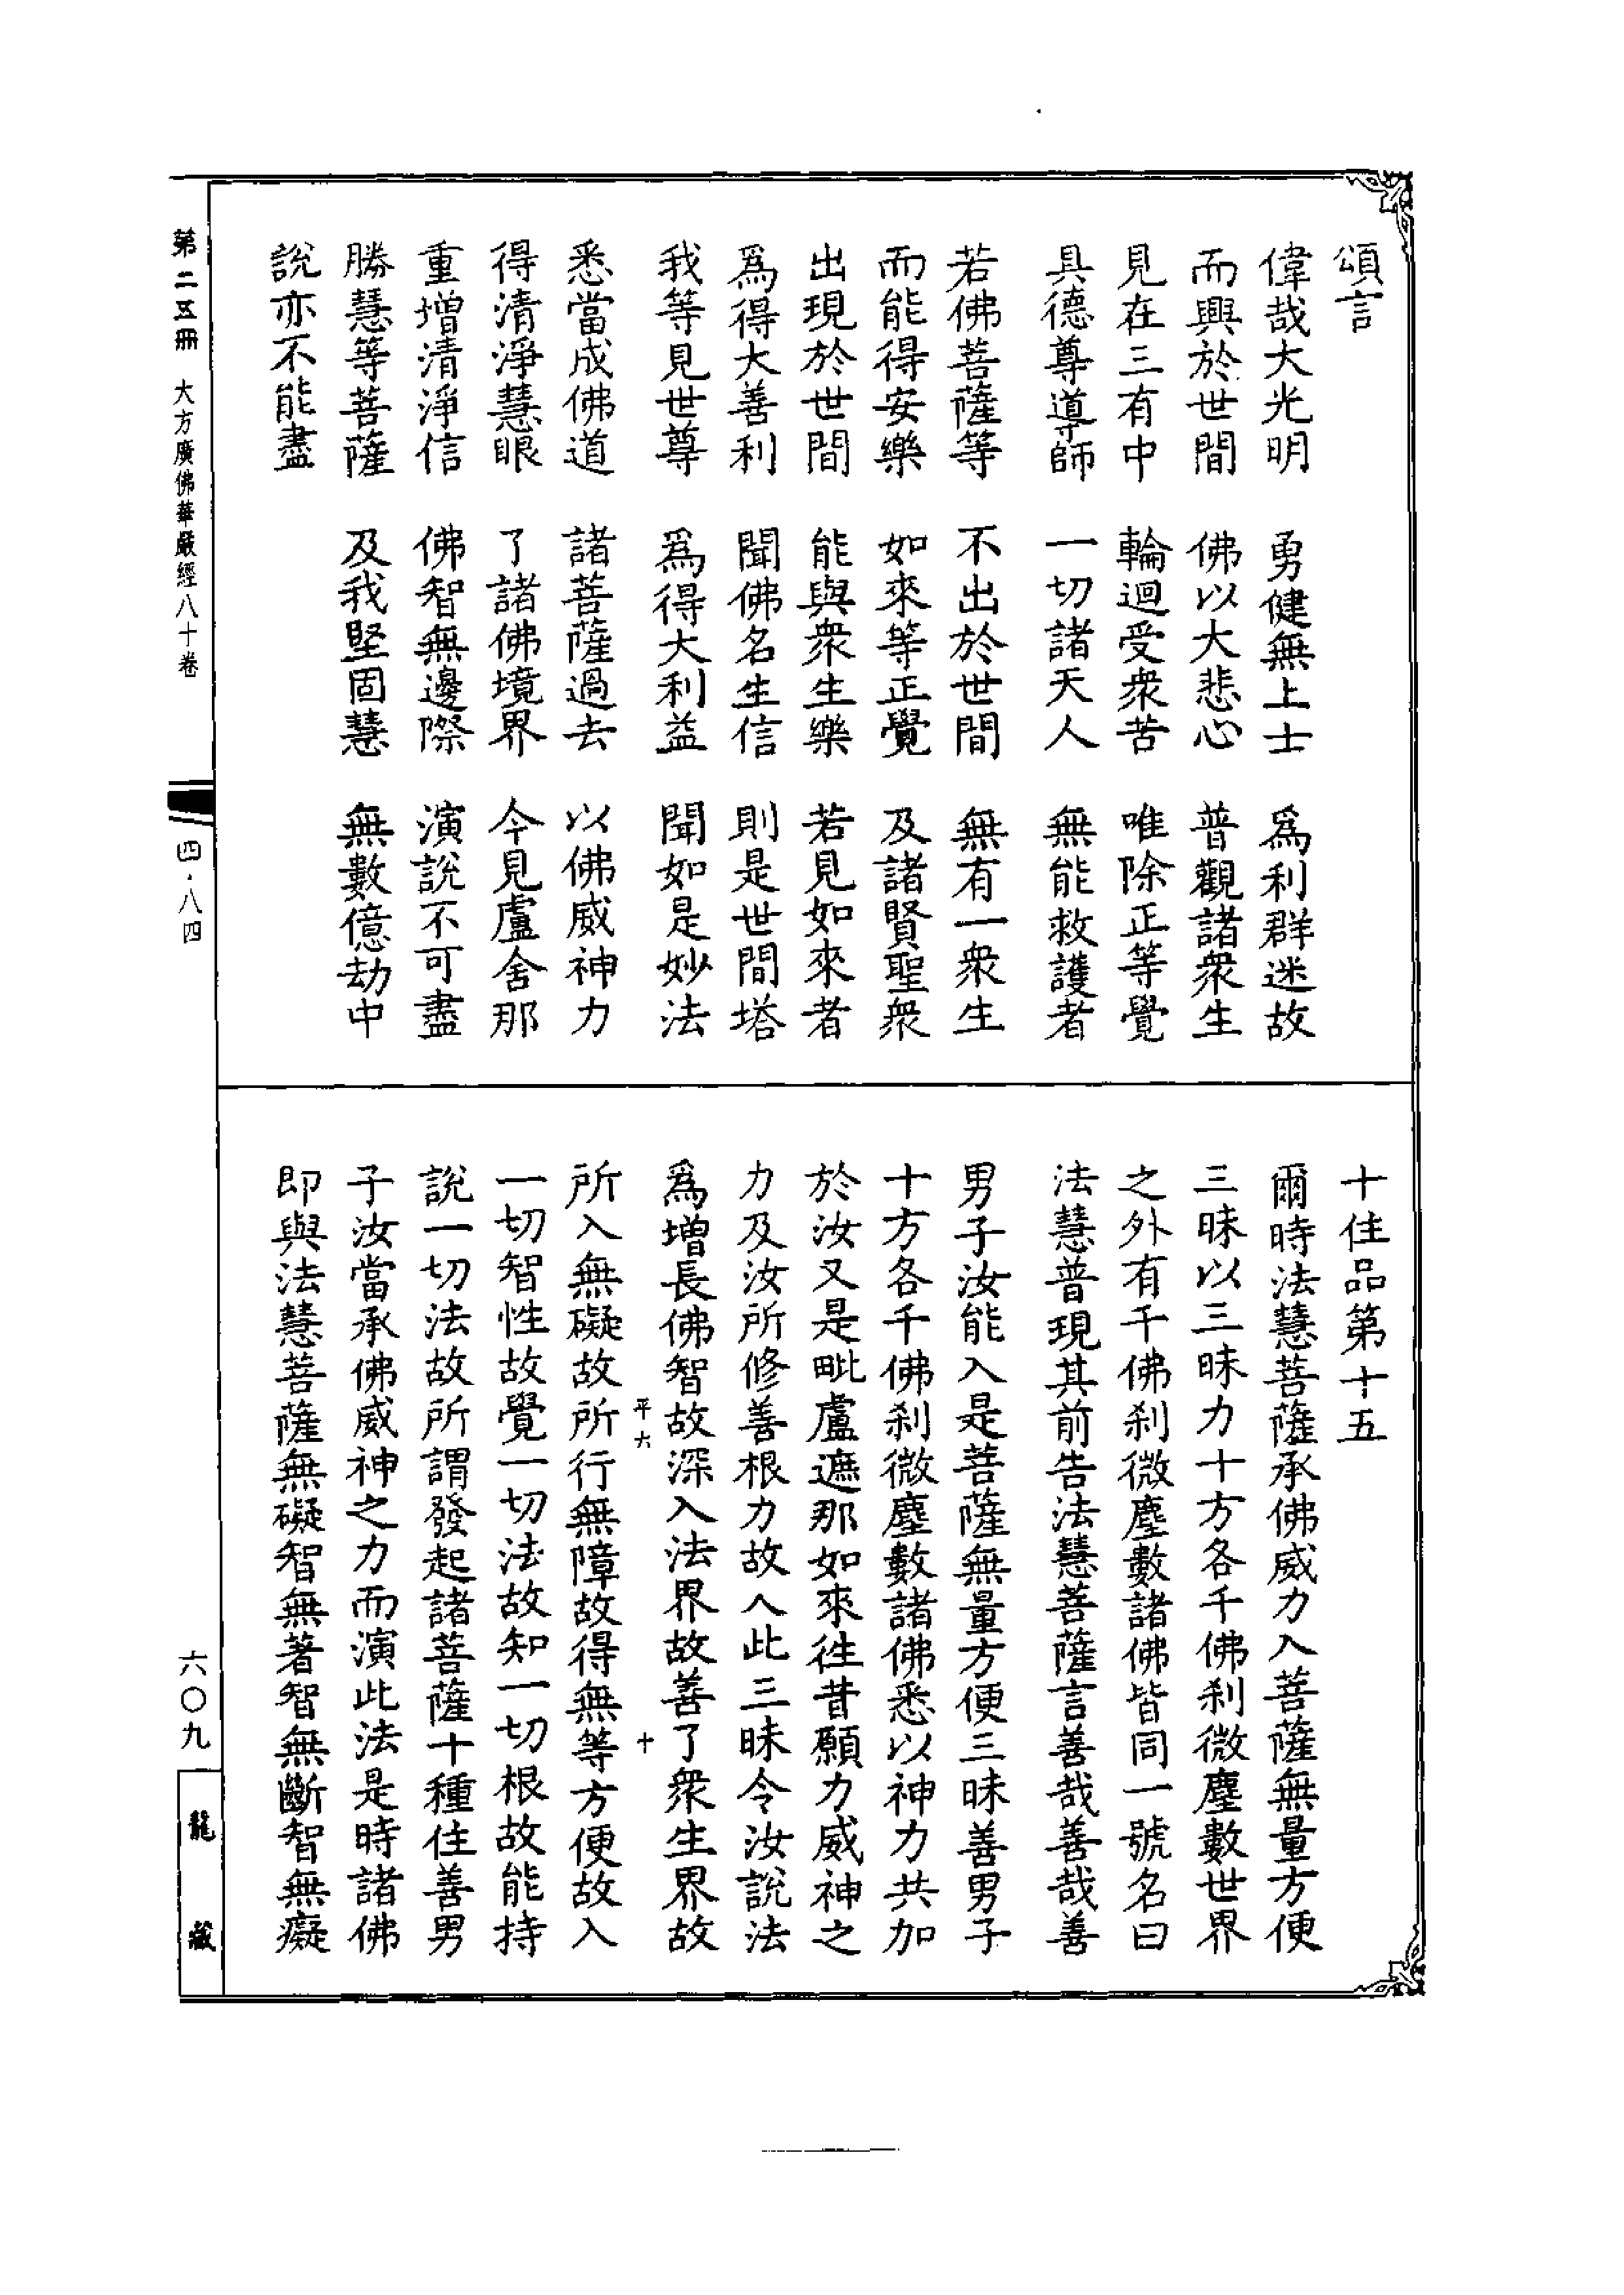 頌言
偉哉大光明　勇健無上士　為利群迷故
而興於世間　佛以大悲心　普觀諸衆生
見在三有中　輪迴受衆苦　唯除正等覺
具德尊導師　一切諸天人　無能救護者
若佛菩薩等　不出於世間　無有一衆生
而能得安樂　如來等正覺　及諸賢聖衆
出現於世間　能與衆生樂　若見如來者
為得大善利　聞佛名生信　則是世間塔
我等見世尊　為得大利益　聞如是妙法
悉當成佛道　諸菩薩過去　以佛威神力
得清淨慧眼　了諸佛境界　今見盧舍那
重增清淨信　佛智無邊際　演說不可盡
勝慧等菩薩　及我堅固慧　無數億劫中
說亦不能盡
十住品第十五
爾時法慧菩薩承佛威力入菩薩無量方便
三昧以三昧力十方各千佛刹微塵數世界
之外有千佛刹微塵數諸佛皆同一號名曰
法慧普現其前告法慧菩薩言善哉善哉善
男子汝能入是菩薩無量方便三昧善男子
十方各千佛刹微塵數諸佛悉以神力共加
於汝又是毗盧遮那如來往昔願力威神之
力及汝所修善根力故入此三昧令汝說法
為增長佛智故深入法界故善了衆生界故
平六　十
所入無礙故所行無障故得無等方便故入
一切智性故覺一切法故知一切根故能持
說一切法故所謂發起諸菩薩十種住善男
子汝當承佛威神之力而演此法是時諸佛
即與法慧菩薩無礙智無著智無斷智無癡
第二五冊　大方廣佛華嚴經八十卷　四·八四　六〇九　龍藏